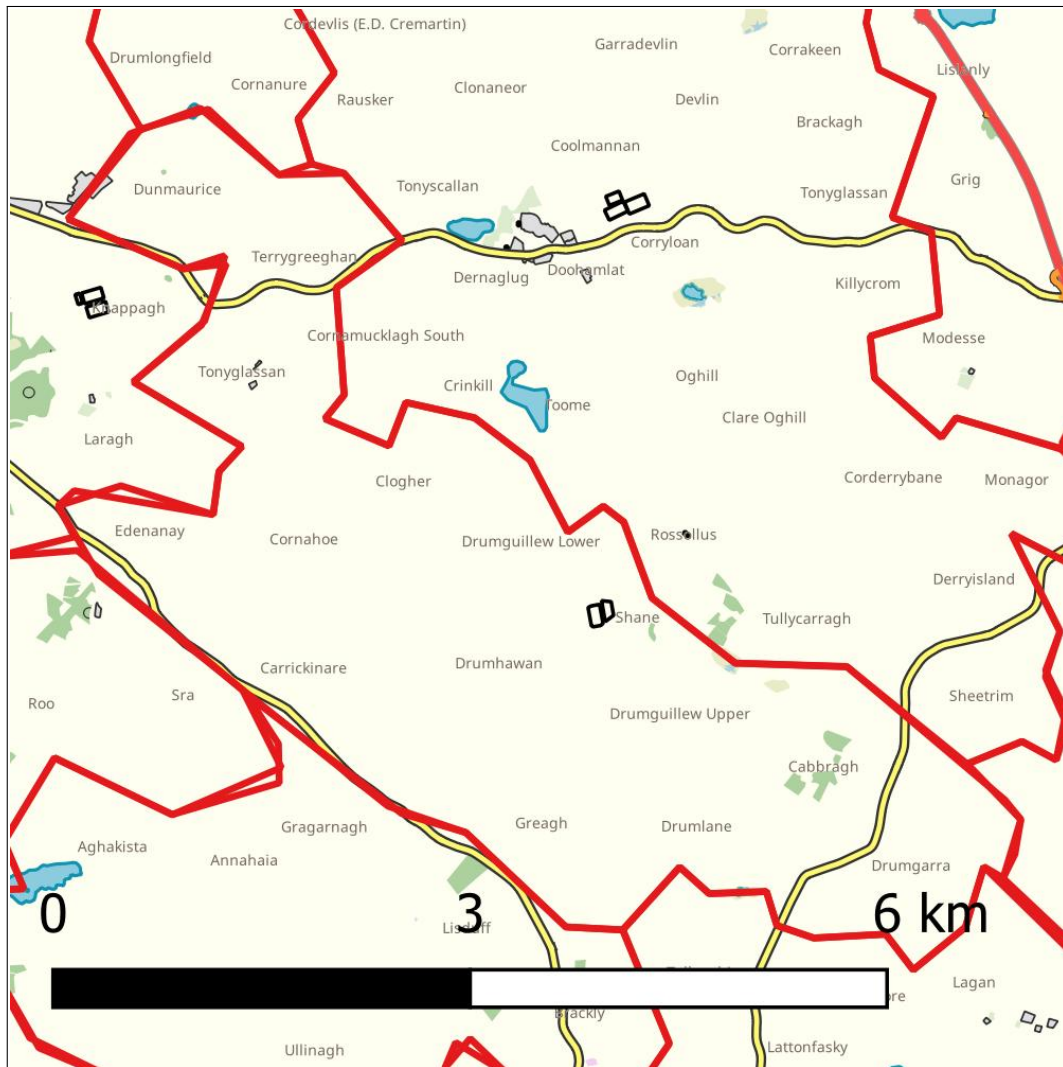 Cordevlis (E.D. Cremartin)
Garradevlin
Corrakeen
Drumlongfield
Lislanly
Cornanure
Clonaneor
Rausker
Devlin
Brackagh
Coolmannan
Grig
Tonyscallan
Dunmaurice
Tonyglassan
Corryloan
Terrygreeghan
Doohamlat
Dernaglug
Killycrom
Knappagh
Cornamucklagh South
Modesse
Tonyglassan
Oghill
Crinkill
Toome
Clare Oghill
Laragh
Clogher
Corderrybane
Monagor
Edenanay
Cornahoe
Drumguillew Lower
Rossollus
Derryisland
Shane
Tullycarragh
Carrickinare
Drumhawan
Sra
Sheetrim
Roo
Drumguillew Upper
Cabbragh
Gragarnagh
Greagh
Drumlane
Aghakista
Annahaia
Drumgarra
0
3
6 km
Lisduff
Lagan
Brackly
Ullinagh
Lattonfasky